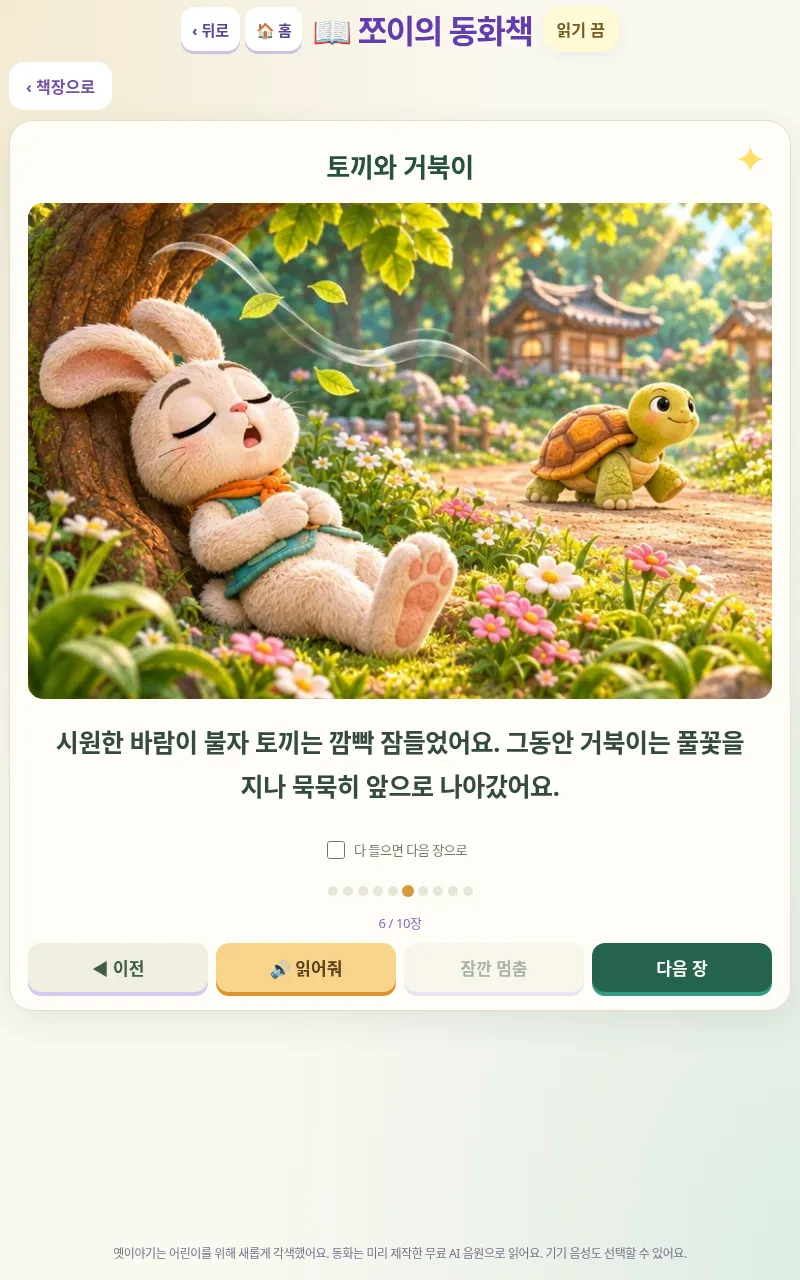 ‹ 뒤로 🏠 홈 📖 쪼이의 동화책 읽기 끝
‹ 책장으로
토끼와 거북이
시원한 바람이 불자 토끼는 깜빡 잠들었어요. 그동안 거북이는 풀꽃을
지나 묵묵히 앞으로 나아갔어요.
다 들으면 다음 장으로
6 / 10장
◀ 이전 🔊 읽어줘 잠깐 멈춤 다음 장
옛이야기는 어린이를 위해 새롭게 각색했어요. 동화는 미리 제작한 무료 AI 음원으로 읽어요. 기기 음성도 선택할 수 있어요.